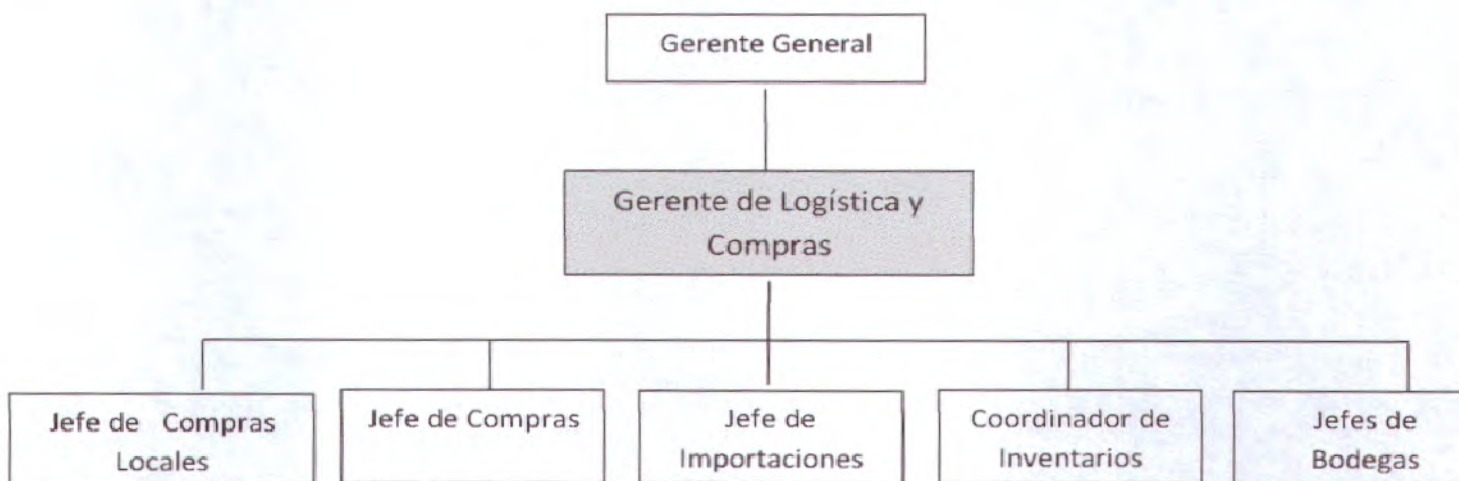 Gerente General
Gerente de Logística y
Compras
Jefe de Compras
Locales
Jefe de Compras
Jefe de
Importaciones
Coordinador de
Inventarios
Jefes de
Bodegas